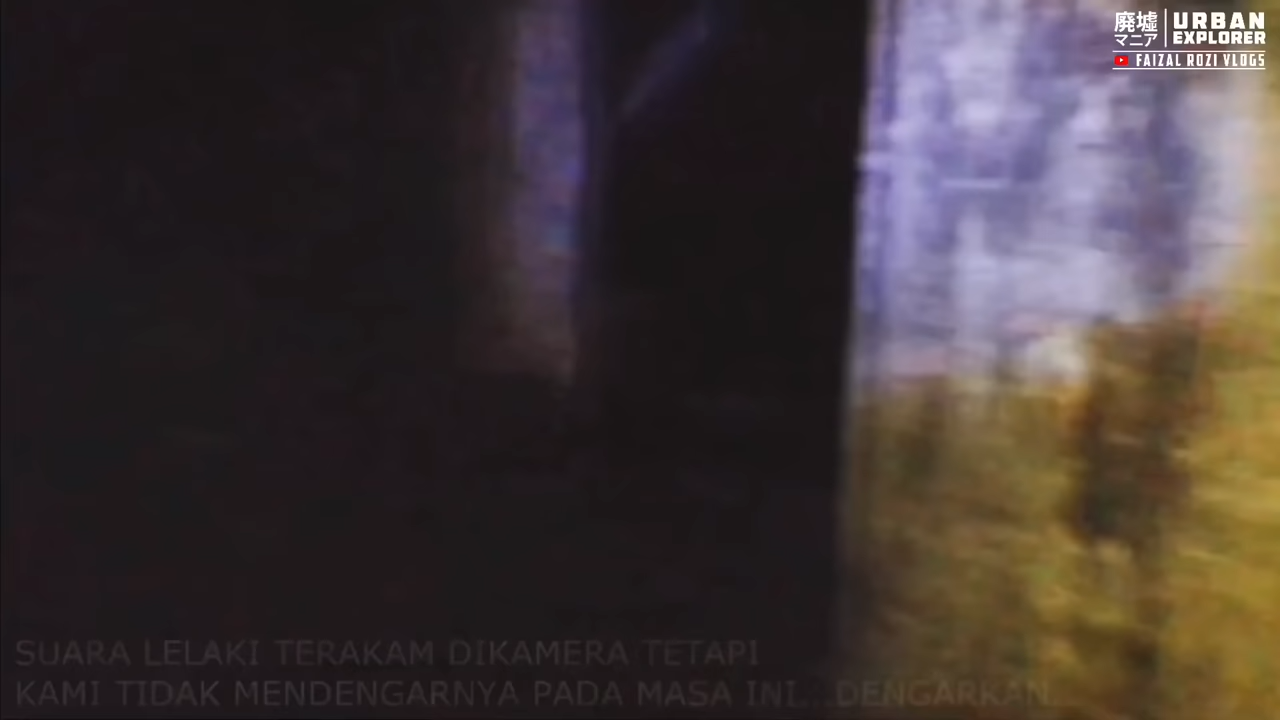 廃墟
マニア
URBAN
EXPLORER
FAIZAL ROZI VLOGS
SUARA LELAKI TERAKAM DIKAMERA TETAPI
KAMI TIDAK MENDENGARNYA PADA MASA INI...DENGARKAN...